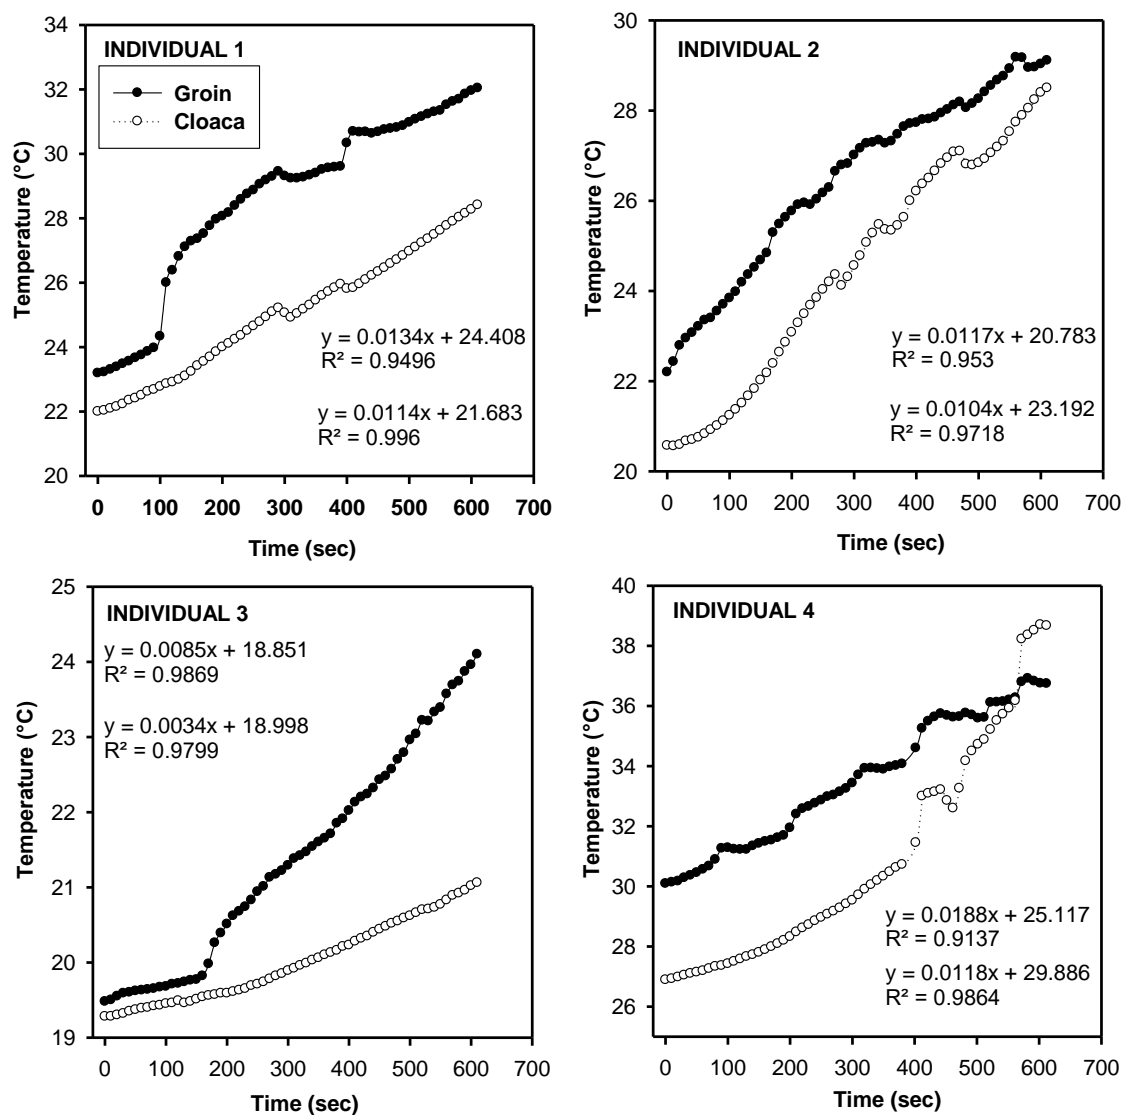 INDIVIDUAL 1
Groin
Cloaca
y = 0.0134x + 24.408
R² = 0.9496
y = 0.0114x + 21.683
R² = 0.996
34
32
30
28
26
24
22
20
Temperature (°C)
0 100 200 300 400 500 600 700
Time (sec)
INDIVIDUAL 2
y = 0.0117x + 20.783
R² = 0.953
y = 0.0104x + 23.192
R² = 0.9718
30
28
26
24
22
20
Temperature (°C)
0 100 200 300 400 500 600 700
Time (sec)
INDIVIDUAL 3
y = 0.0085x + 18.851
R² = 0.9869
y = 0.0034x + 18.998
R² = 0.9799
25
24
23
22
21
20
19
Temperature (°C)
0 100 200 300 400 500 600 700
Time (sec)
INDIVIDUAL 4
y = 0.0188x + 25.117
R² = 0.9137
y = 0.0118x + 29.886
R² = 0.9864
40
38
36
34
32
30
28
26
Temperature (°C)
0 100 200 300 400 500 600 700
Time (sec)